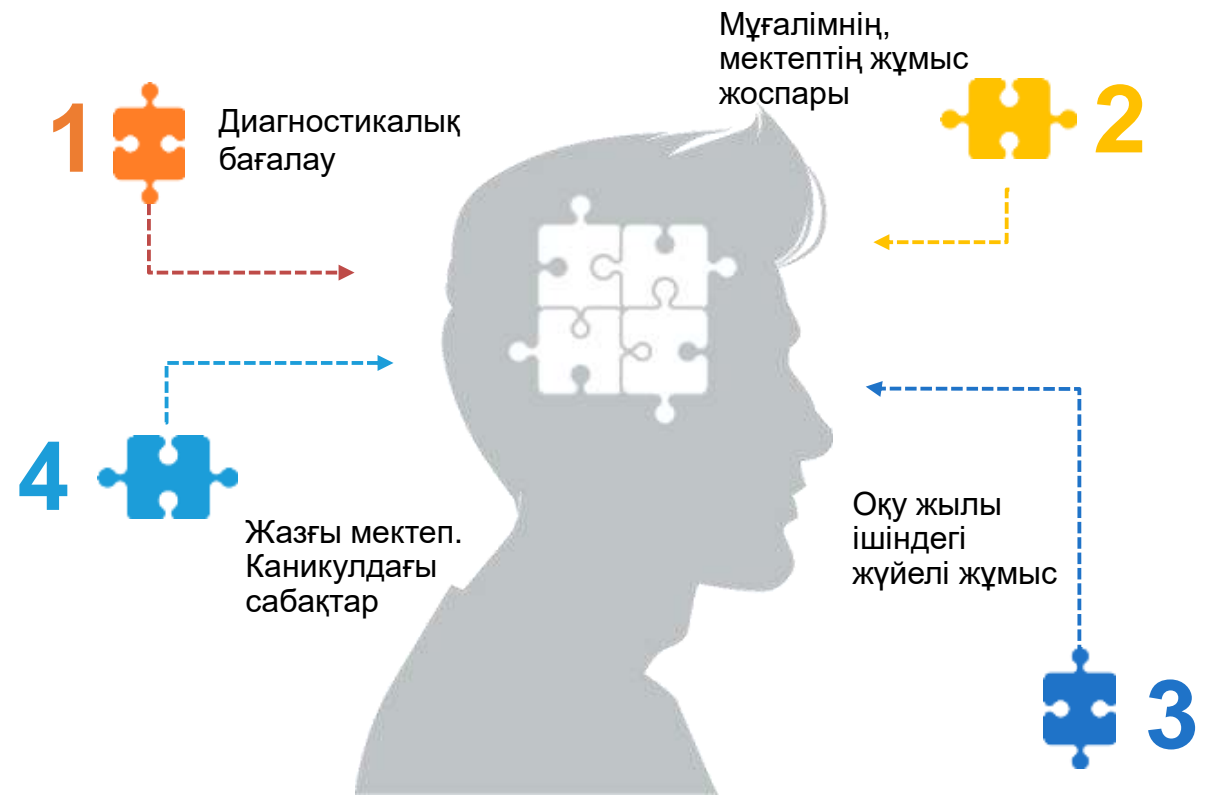 1
Диагностикалық
бағалау
Мұғалімнің,
мектептің жұмыс
жоспары
2
Оқу жылы
ішіндегі
жүйелі жұмыс
3
4
Жазғы мектеп.
Каникулдағы
сабақтар